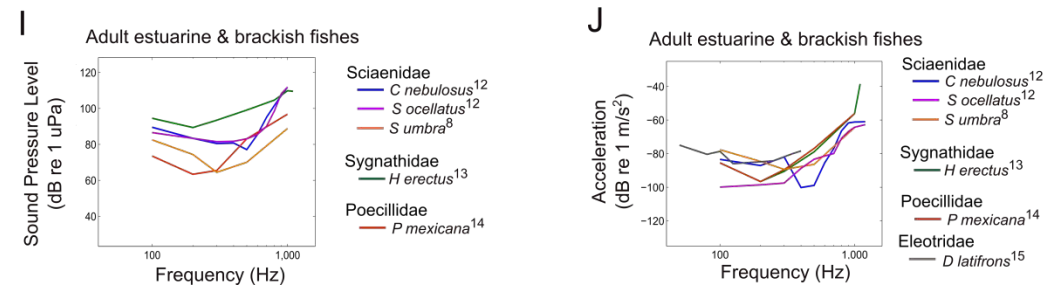 I
Adult estuarine & brackish fishes
Sound Pressure Level
(dB re 1 uPa)
120
100
80
60
40
100
1,000
Frequency (Hz)
Sciaenidae
C nebulosus12
S ocellatus12
S umbra8
Sygnathidae
H erectus13
Poecillidae
P mexicana14
J
Adult estuarine & brackish fishes
Acceleration
(dB re 1 m/s2)
−40
−60
−80
−100
−120
100
1.000
Frequency (Hz)
Sciaenidae
C nebulosus12
S ocellatus12
S umbra8
Sygnathidae
H erectus13
Poecillidae
P mexicana14
Eleotridae
D latifrons15